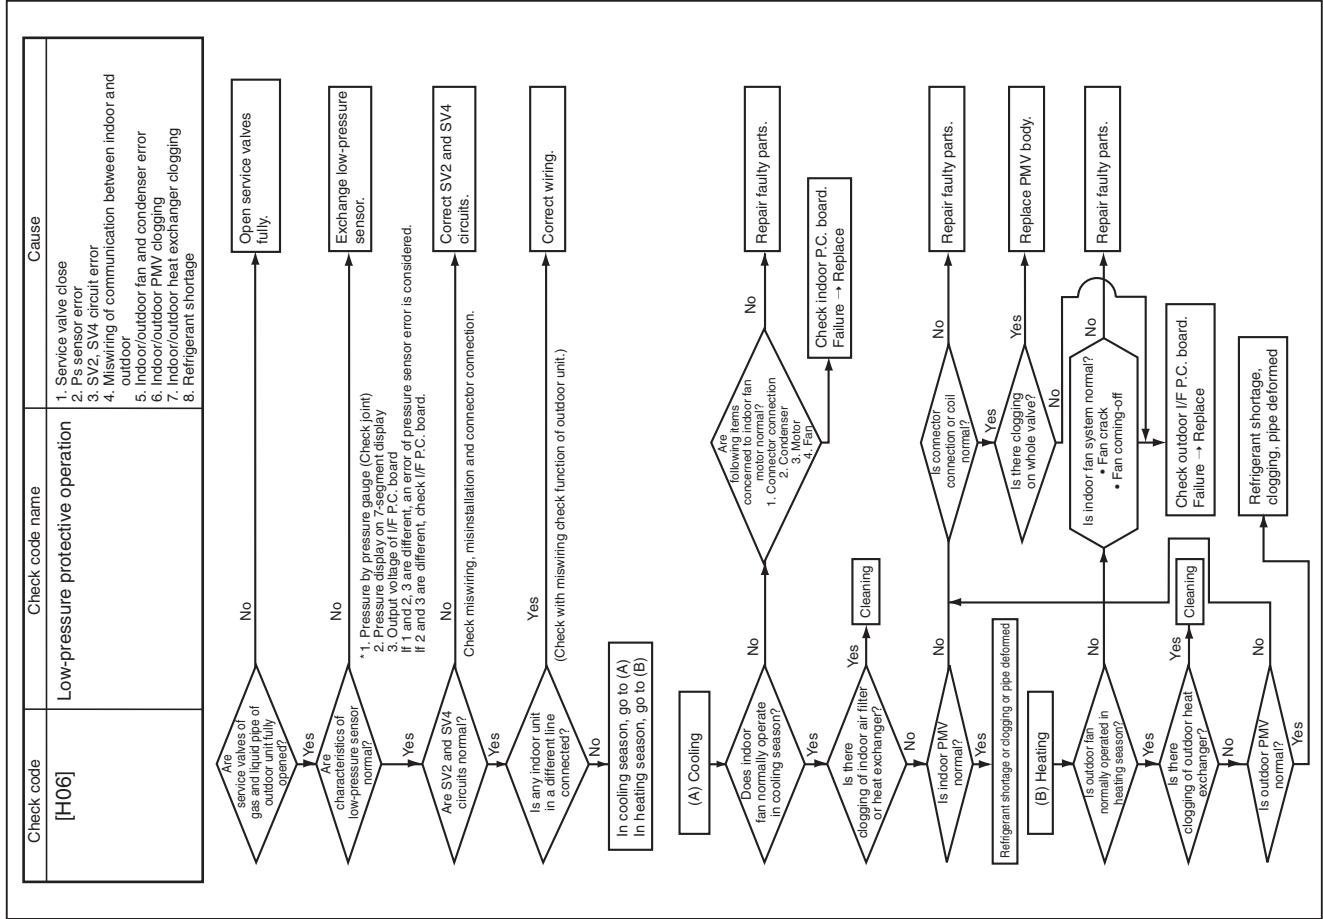 Check code
Check code name
Cause
[H06]
Low-pressure protective operation
1. Service valve close
2. Ps sensor error
3. SV2, SV4 circuit error
4. Miswiring of communication between indoor and
outdoor
5. Indoor/outdoor fan and condenser error
6. Indoor/outdoor PMV clogging
7. Indoor/outdoor heat exchanger clogging
8. Refrigerant shortage
Are
service valves of
gas and liquid pipe of
outdoor unit fully
opened?
No
Open service valves
fully.
Yes
Are
characteristics of
low-pressure sensor
normal?
No
Exchange low-pressure
sensor.
* 1. Pressure by pressure gauge (Check joint)
2. Pressure display on 7-segment display
3. Output voltage of I/F P.C. board
If 1 and 2, 3 are different, an error of pressure sensor error is considered.
If 2 and 3 are different, check I/F P.C. board.
Yes
Are SV2 and SV4
circuits normal?
No
Correct SV2 and SV4
circuits.
Check miswiring, misinstallation and connector connection.
Yes
Is any indoor unit
in a different line
connected?
Yes
Correct wiring.
(Check with miswiring check function of outdoor unit.)
No
In cooling season, go to (A)
In heating season, go to (B)
(A) Cooling
Does indoor
fan normally operate
in cooling season?
No
Are
following items
concerned to indoor fan
motor normal?
1. Connector connection
2. Condenser
3. Motor
4. Fan
No
Repair faulty parts.
Check indoor P.C. board.
Failure → Replace
Yes
Is there
clogging of indoor air filter
or heat exchanger?
Yes
Cleaning
No
Is indoor PMV
normal?
No
Is connector
connection or coil
normal?
No
Repair faulty parts.
Yes
Is there clogging
on whole valve?
Yes
Replace PMV body.
No
Yes
Refrigerant shortage or clogging or pipe deformed
(B) Heating
Is outdoor fan
normally operated in
heating season?
No
Is indoor fan system normal?
• Fan crack
• Fan coming-off
No
Repair faulty parts.
Check outdoor I/F P.C. board.
Failure → Replace
Yes
Is there
clogging of outdoor heat
exchanger?
Yes
Cleaning
No
Is outdoor PMV
normal?
No
Yes
Refrigerant shortage,
clogging, pipe deformed